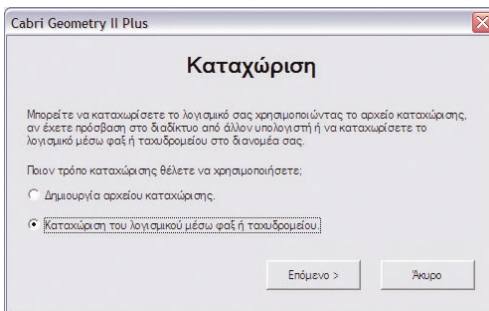 Cabri Geometry II Plus
Καταχώριση
Μπορείτε να καταχωρίσετε το λογισμικό σας χρησιμοποιώντας το αρχείο καταχώρισης,
αν έχετε πρόσβαση στο διαδίκτυο από άλλον υπολογιστή ή να καταχωρίσετε το
λογισμικό μέσω φαξ ή ταχυδρομείου στο διανομέα σας.
Ποιον τρόπο καταχώρισης θέλετε να χρησιμοποιήσετε;
Δημιουργία αρχείου καταχώρισης.
Καταχώριση του λογισμικού μέσω φαξ ή ταχυδρομείου.
Επόμενο >
Άκυρο